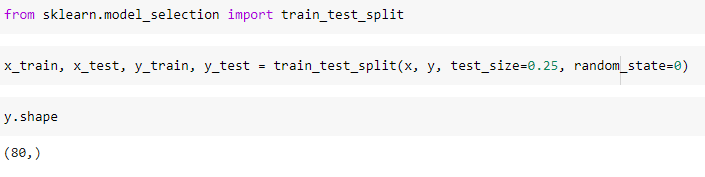 from sklearn.model_selection import train_test_split
x_train, x_test, y_train, y_test = train_test_split(x, y, test_size=0.25, random_state=0)
y.shape
(80,)